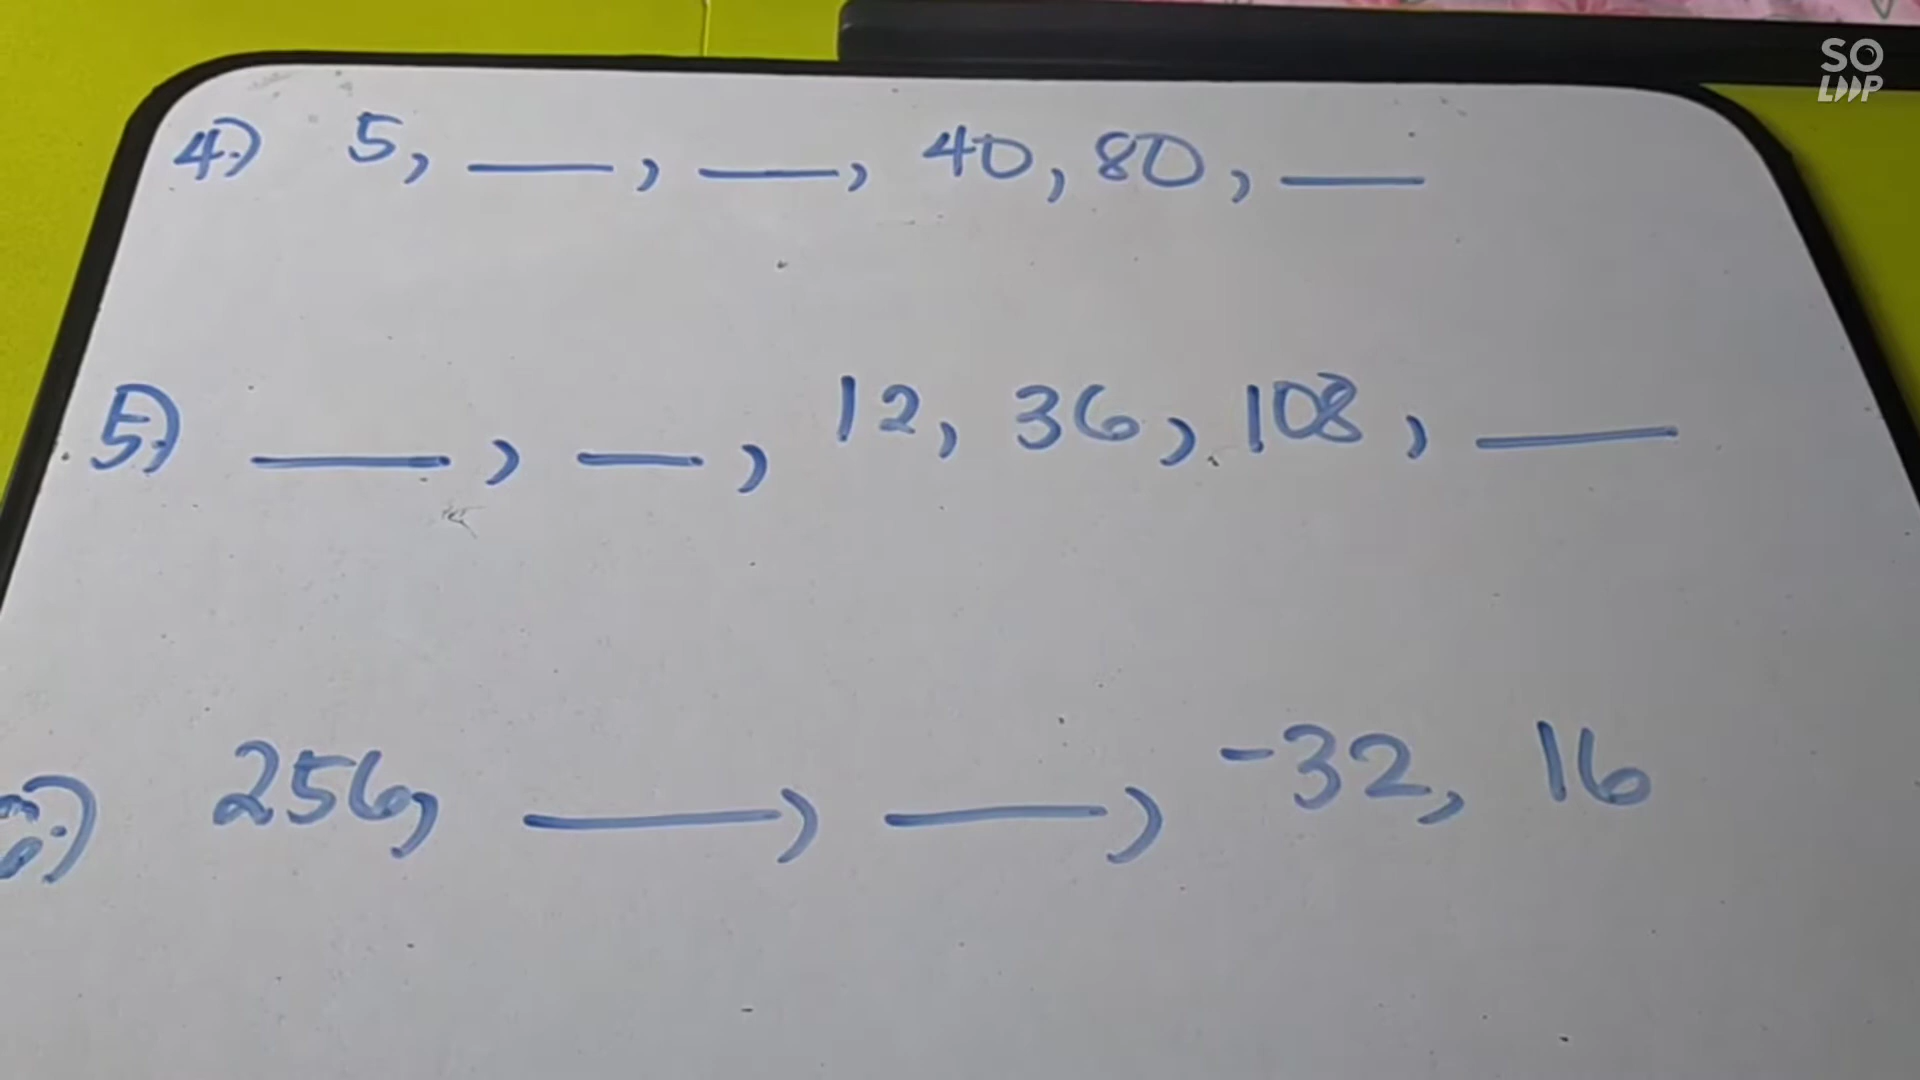 SO
LOOP
4.) 5, ___, ___, 40, 80, ___
5.) ___, ___, 12, 36, 108, ___
256, ___, ___, -32, 16